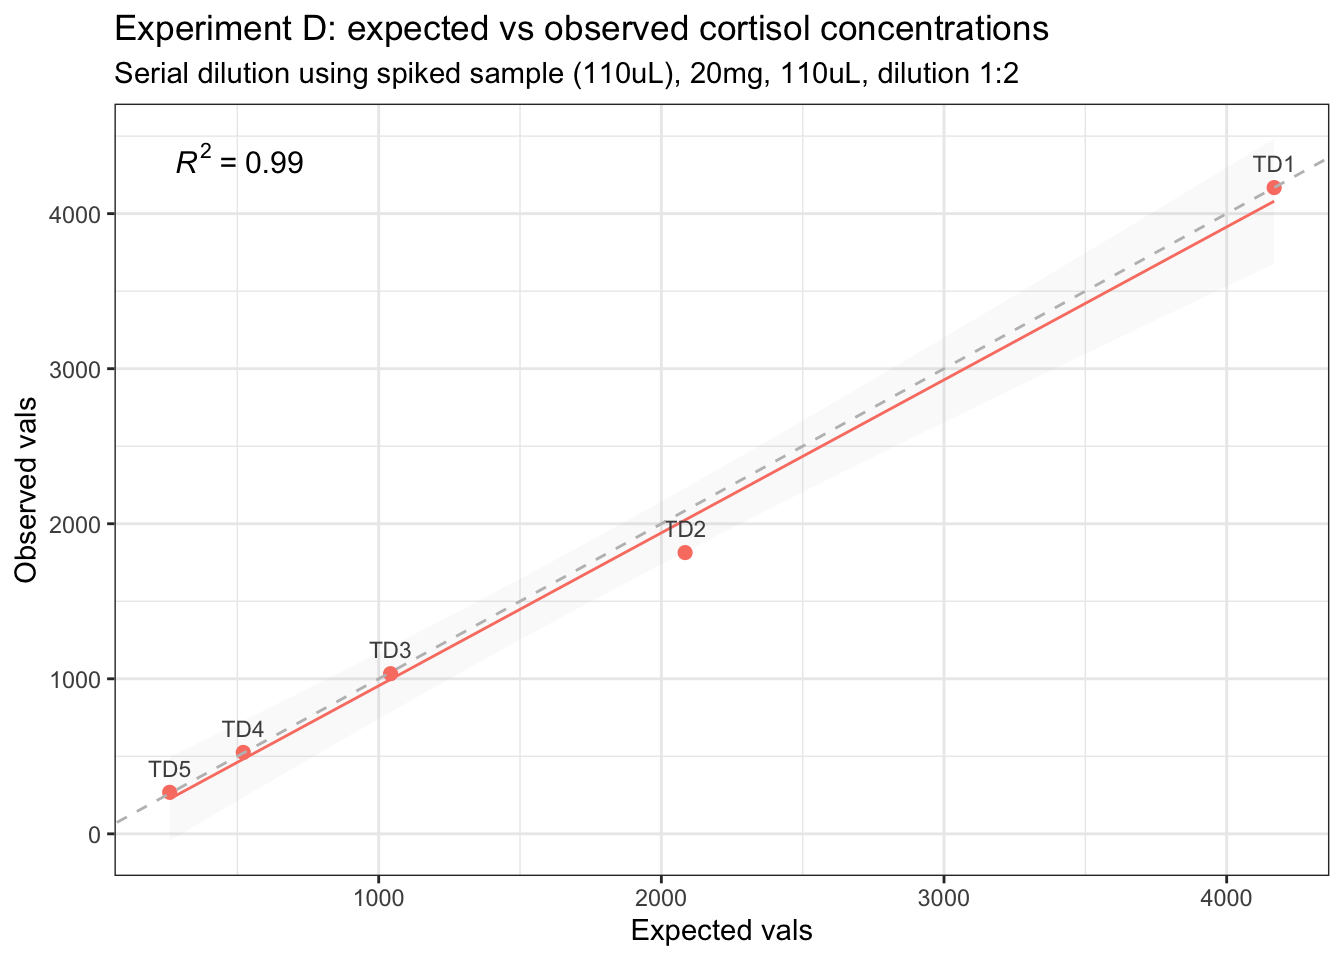 Experiment D: expected vs observed cortisol concentrations
Serial dilution using spiked sample (110uL), 20mg, 110uL, dilution 1:2
R² = 0.99
TD1
TD2
TD3
TD4
TD5
4000
3000
2000
1000
0
Observed vals
1000 2000 3000 4000
Expected vals